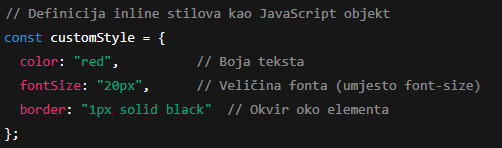 // Definicija inline stilova kao JavaScript objekt
const customStyle = {
  color: "red",          // Boja teksta
  fontSize: "20px",      // Veličina fonta (umjesto font-size)
  border: "1px solid black"  // Okvir oko elementa
};